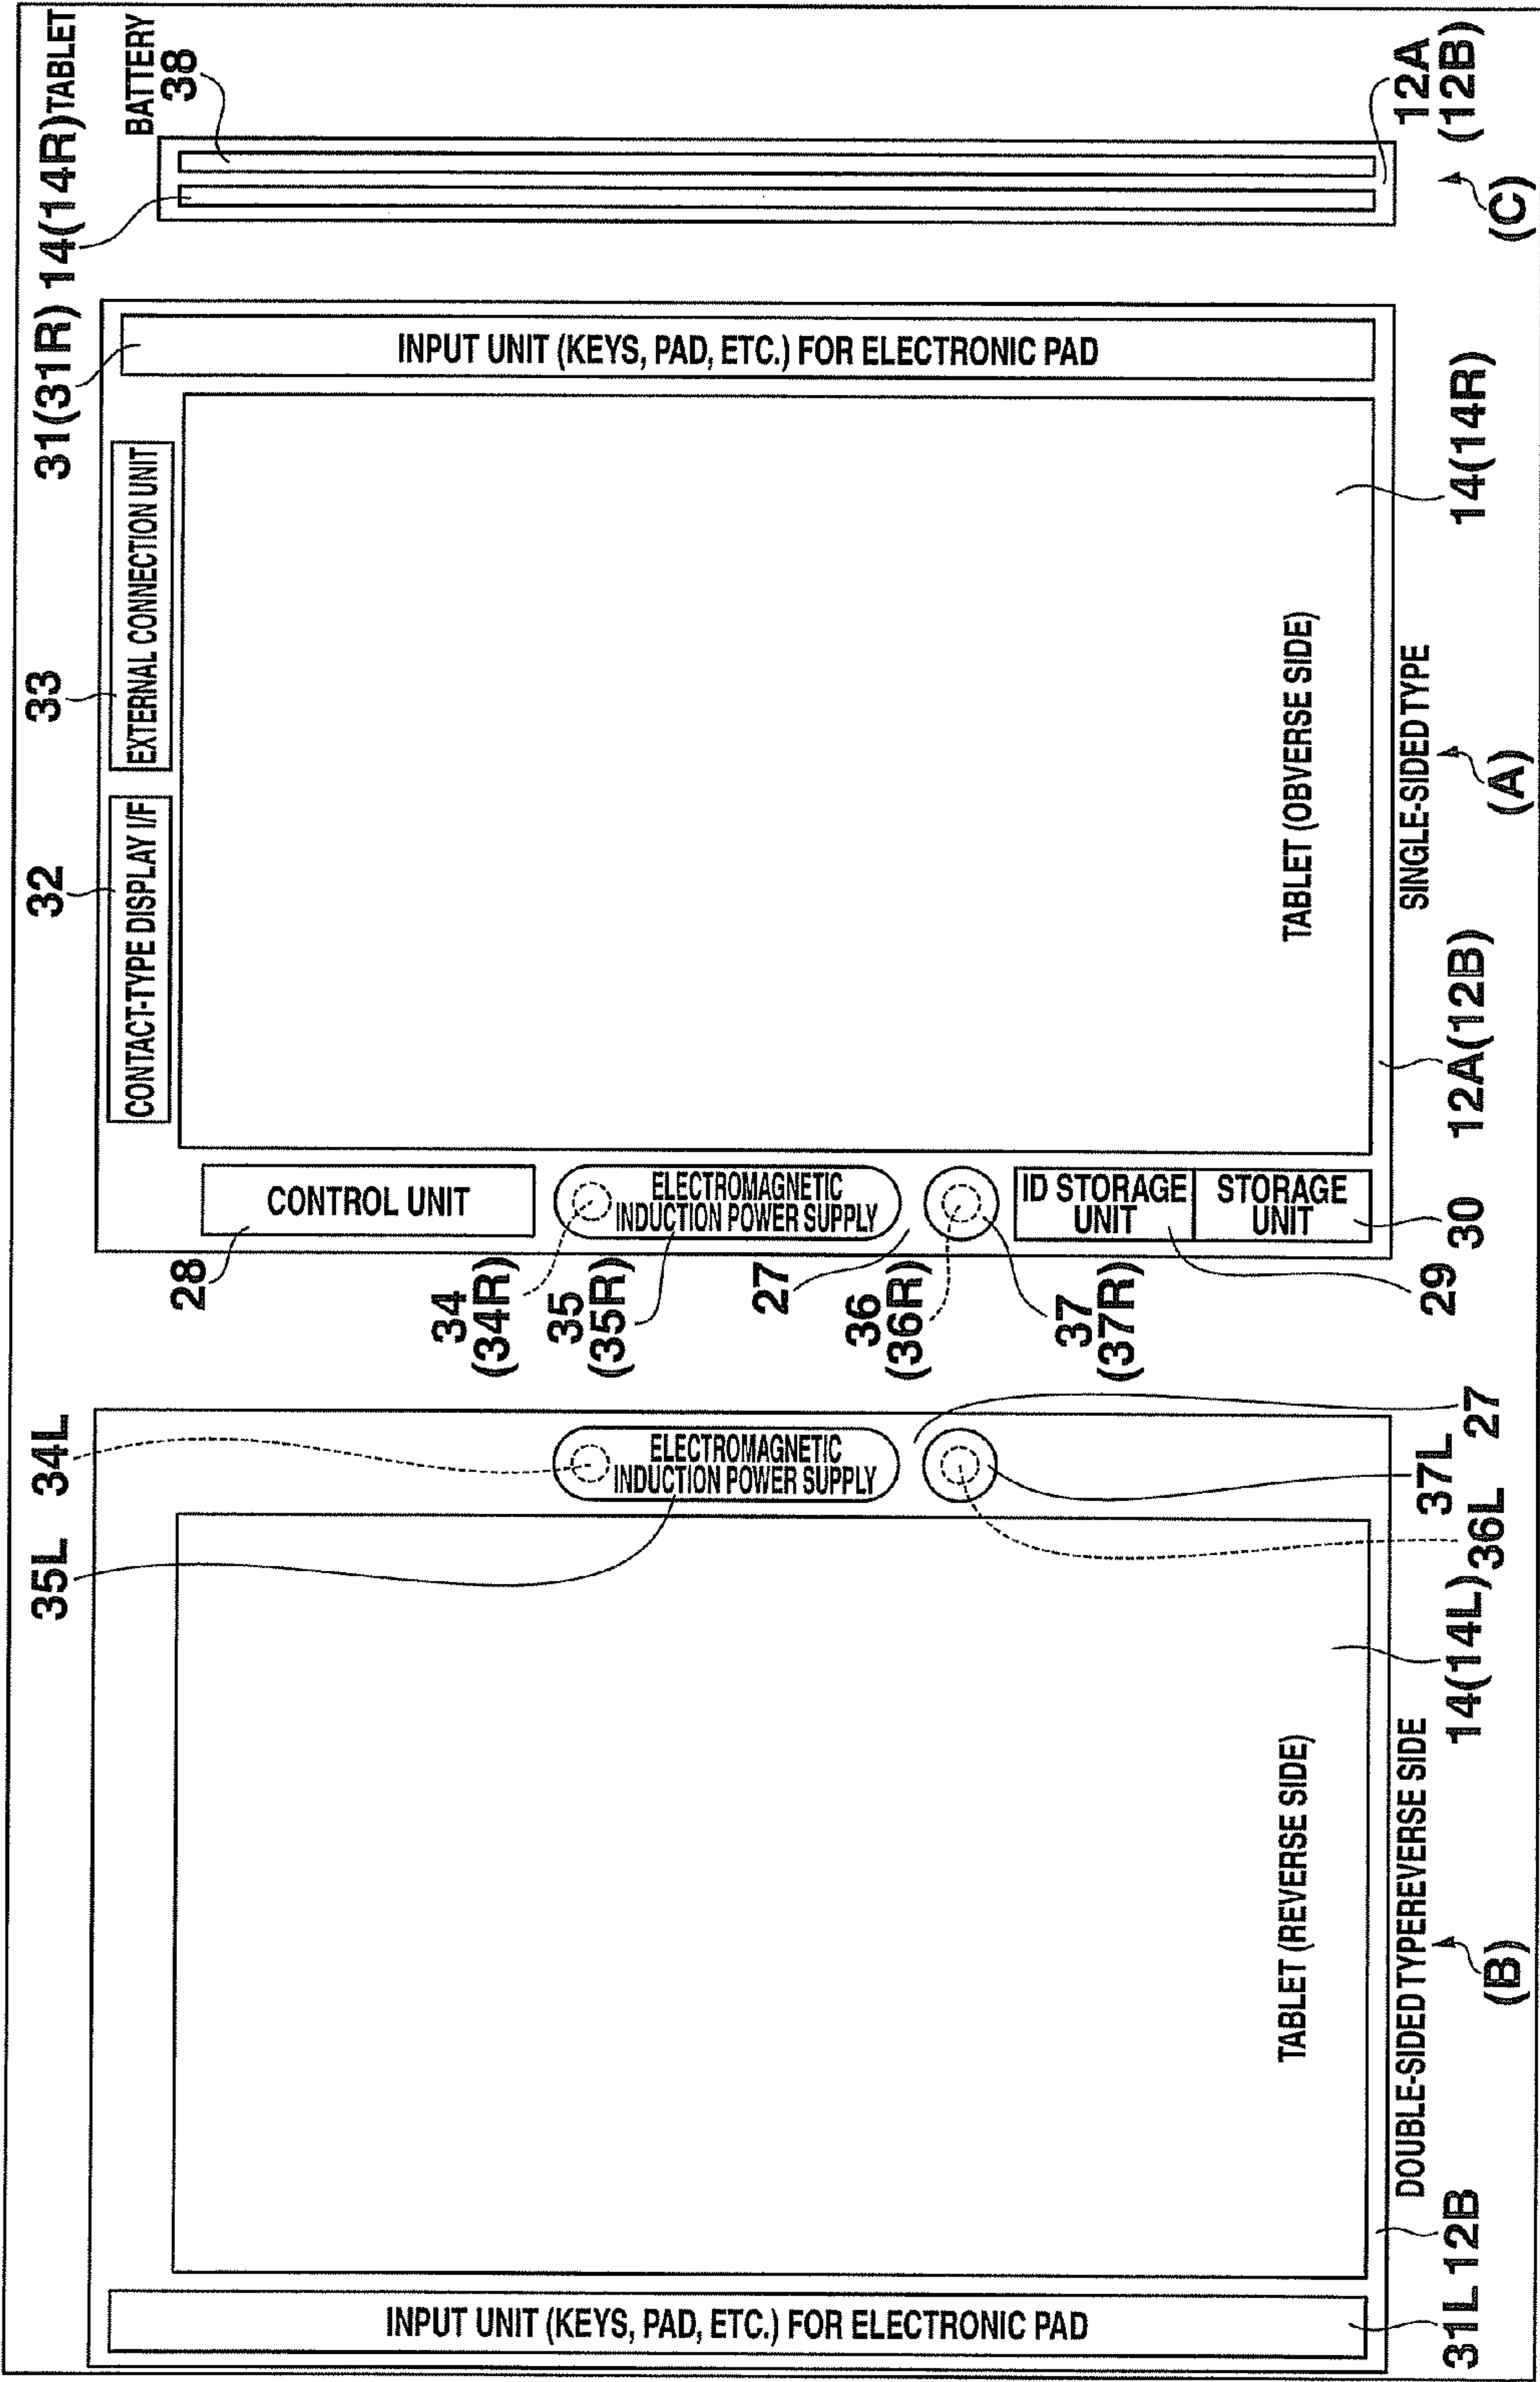 31(31R)
14(14R) TABLET
BATTERY
38
12A
(12B)
(C)
33
32
CONTACT-TYPE DISPLAY I/F
EXTERNAL CONNECTION UNIT
INPUT UNIT (KEYS, PAD, ETC.) FOR ELECTRONIC PAD
CONTROL UNIT
ELECTROMAGNETIC
INDUCTION POWER SUPPLY
ID STORAGE
UNIT
STORAGE
UNIT
TABLET (OBVERSE SIDE)
28
34
(34R)
35
(35R)
27
36
(36R)
37
(37R)
29
30
12A(12B)
14(14R)
SINGLE-SIDED TYPE
(A)
35L
34L
ELECTROMAGNETIC
INDUCTION POWER SUPPLY
INPUT UNIT (KEYS, PAD, ETC.) FOR ELECTRONIC PAD
TABLET (REVERSE SIDE)
31L
12B
14(14L)
36L
37L
27
DOUBLE-SIDED TYPEREVERSE SIDE
(B)